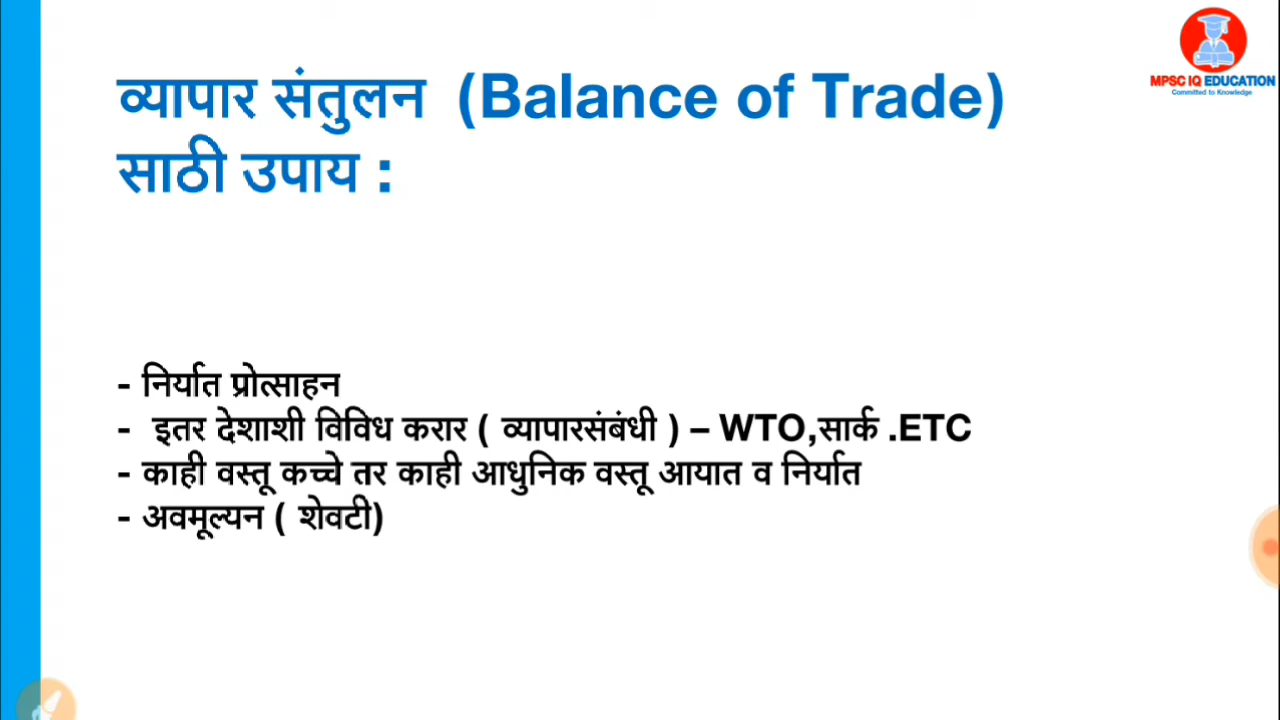 व्यापार संतुलन (Balance of Trade)
साठी उपाय :
MPSC IQ EDUCATION
Committed to Knowledge
- निर्यात प्रोत्साहन
- इतर देशाशी विविध करार ( व्यापारसंबंधी ) – WTO,सार्क .ETC
- काही वस्तू कच्चे तर काही आधुनिक वस्तू आयात व निर्यात
- अवमूल्यन ( शेवटी)